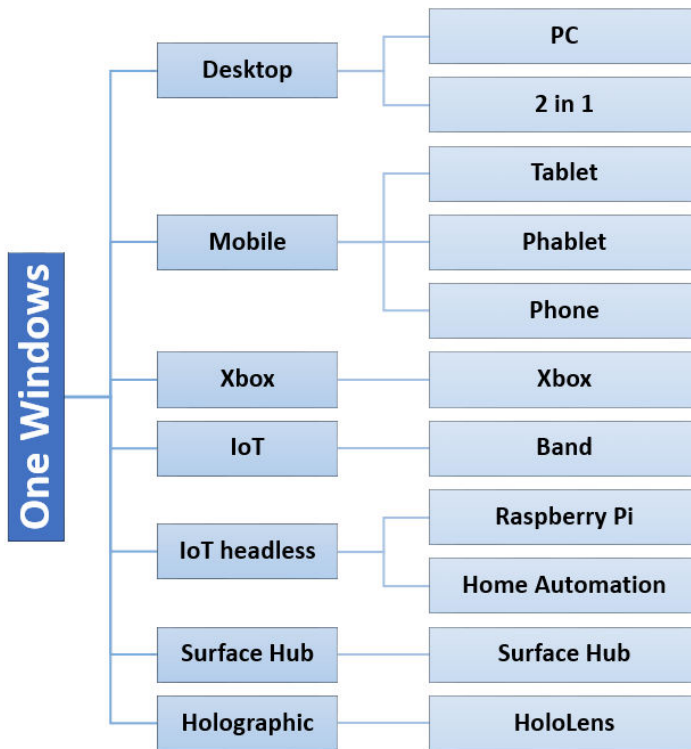 One Windows
Desktop
PC
2 in 1
Mobile
Tablet
Phablet
Phone
Xbox
Xbox
IoT
Band
IoT headless
Raspberry Pi
Home Automation
Surface Hub
Surface Hub
Holographic
HoloLens